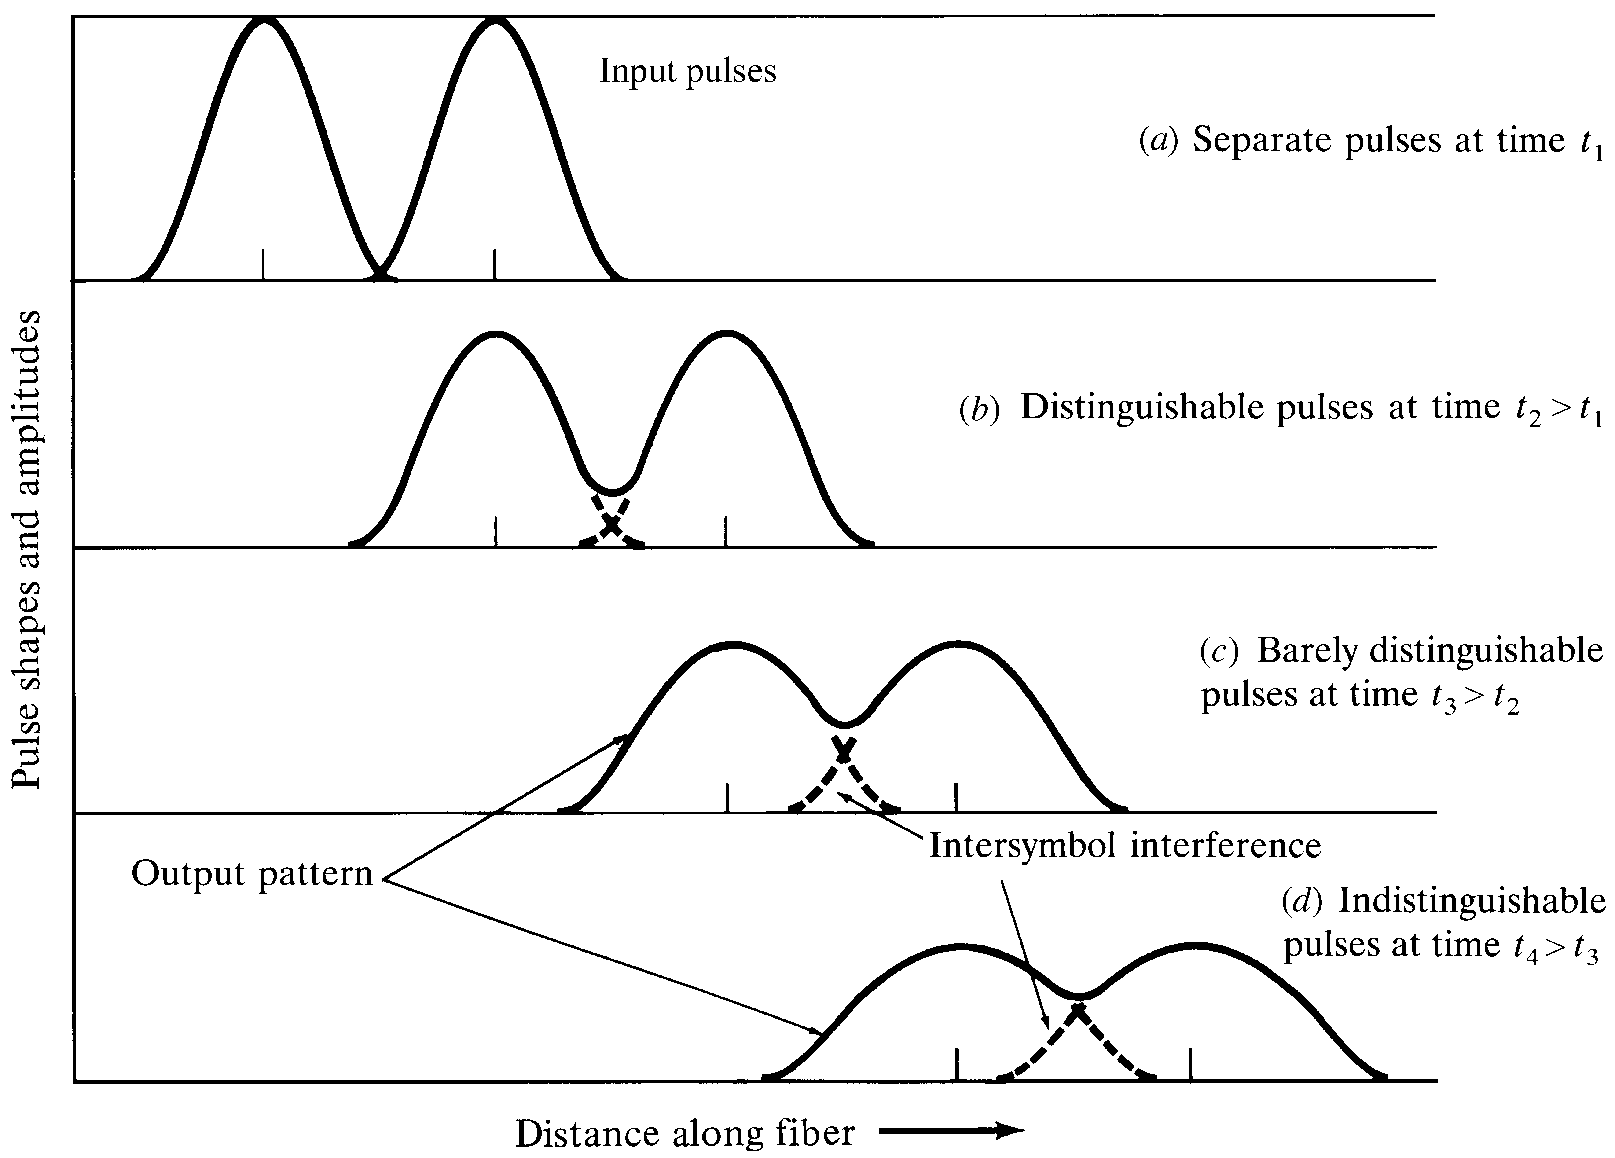 Input pulses
(a) Separate pulses at time t₁
Pulse shapes and amplitudes
(b) Distinguishable pulses at time t₂ > t₁
(c) Barely distinguishable
pulses at time t₃ > t₂
Output pattern
Intersymbol interference
(d) Indistinguishable
pulses at time t₄ > t₃
Distance along fiber